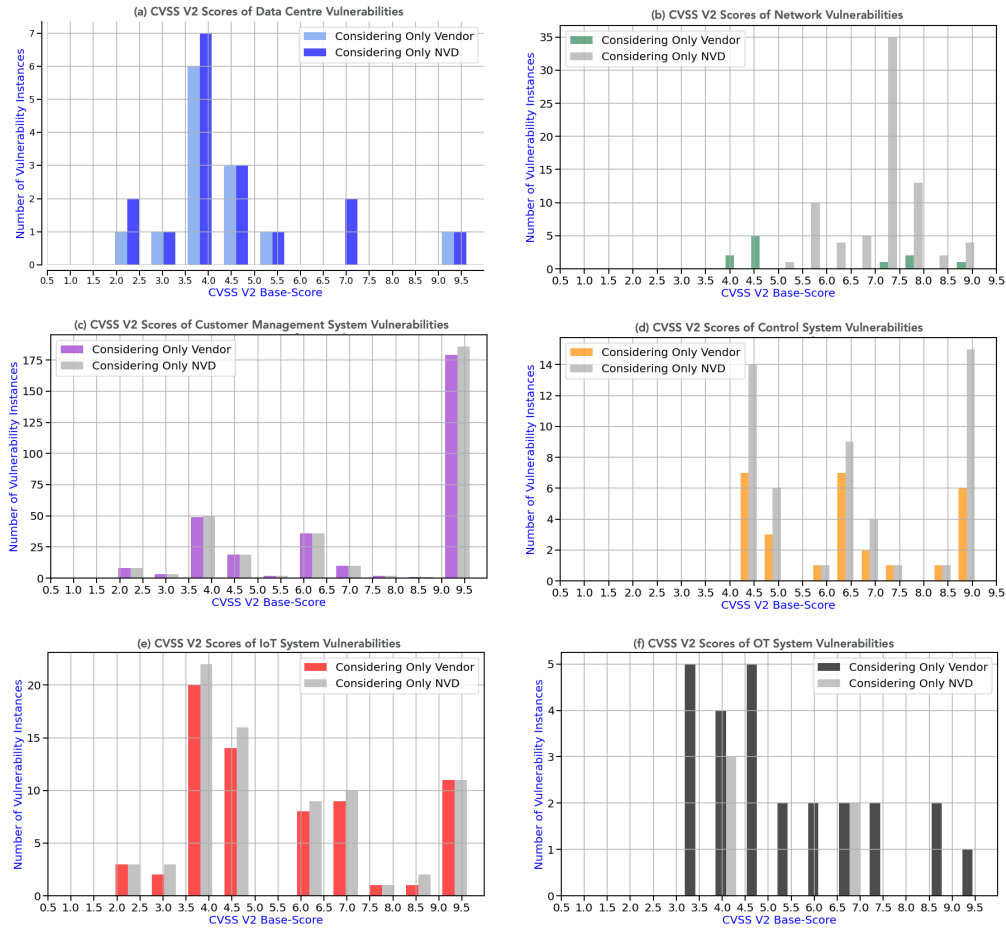 (a) CVSS V2 Scores of Data Centre Vulnerabilities
Number of Vulnerability Instances
7
6
5
4
3
2
1
0
Considering Only Vendor
Considering Only NVD
0.5 1.0 1.5 2.0 2.5 3.0 3.5 4.0 4.5 5.0 5.5 6.0 6.5 7.0 7.5 8.0 8.5 9.0 9.5
CVSS V2 Base-Score
(b) CVSS V2 Scores of Network Vulnerabilities
Number of Vulnerability Instances
35
30
25
20
15
10
5
0
Considering Only Vendor
Considering Only NVD
0.5 1.0 1.5 2.0 2.5 3.0 3.5 4.0 4.5 5.0 5.5 6.0 6.5 7.0 7.5 8.0 8.5 9.0 9.5
CVSS V2 Base-Score
(c) CVSS V2 Scores of Customer Management System Vulnerabilities
Number of Vulnerability Instances
175
150
125
100
75
50
25
0
Considering Only Vendor
Considering Only NVD
0.5 1.0 1.5 2.0 2.5 3.0 3.5 4.0 4.5 5.0 5.5 6.0 6.5 7.0 7.5 8.0 8.5 9.0 9.5
CVSS V2 Base-Score
(d) CVSS V2 Scores of Control System Vulnerabilities
Number of Vulnerability Instances
14
12
10
8
6
4
2
0
Considering Only Vendor
Considering Only NVD
0.5 1.0 1.5 2.0 2.5 3.0 3.5 4.0 4.5 5.0 5.5 6.0 6.5 7.0 7.5 8.0 8.5 9.0 9.5
CVSS V2 Base-Score
(e) CVSS V2 Scores of IoT System Vulnerabilities
Number of Vulnerability Instances
20
15
10
5
0
Considering Only Vendor
Considering Only NVD
0.5 1.0 1.5 2.0 2.5 3.0 3.5 4.0 4.5 5.0 5.5 6.0 6.5 7.0 7.5 8.0 8.5 9.0 9.5
CVSS V2 Base-Score
(f) CVSS V2 Scores of OT System Vulnerabilities
Number of Vulnerability Instances
5
4
3
2
1
0
Considering Only Vendor
Considering Only NVD
0.5 1.0 1.5 2.0 2.5 3.0 3.5 4.0 4.5 5.0 5.5 6.0 6.5 7.0 7.5 8.0 8.5 9.0 9.5
CVSS V2 Base-Score